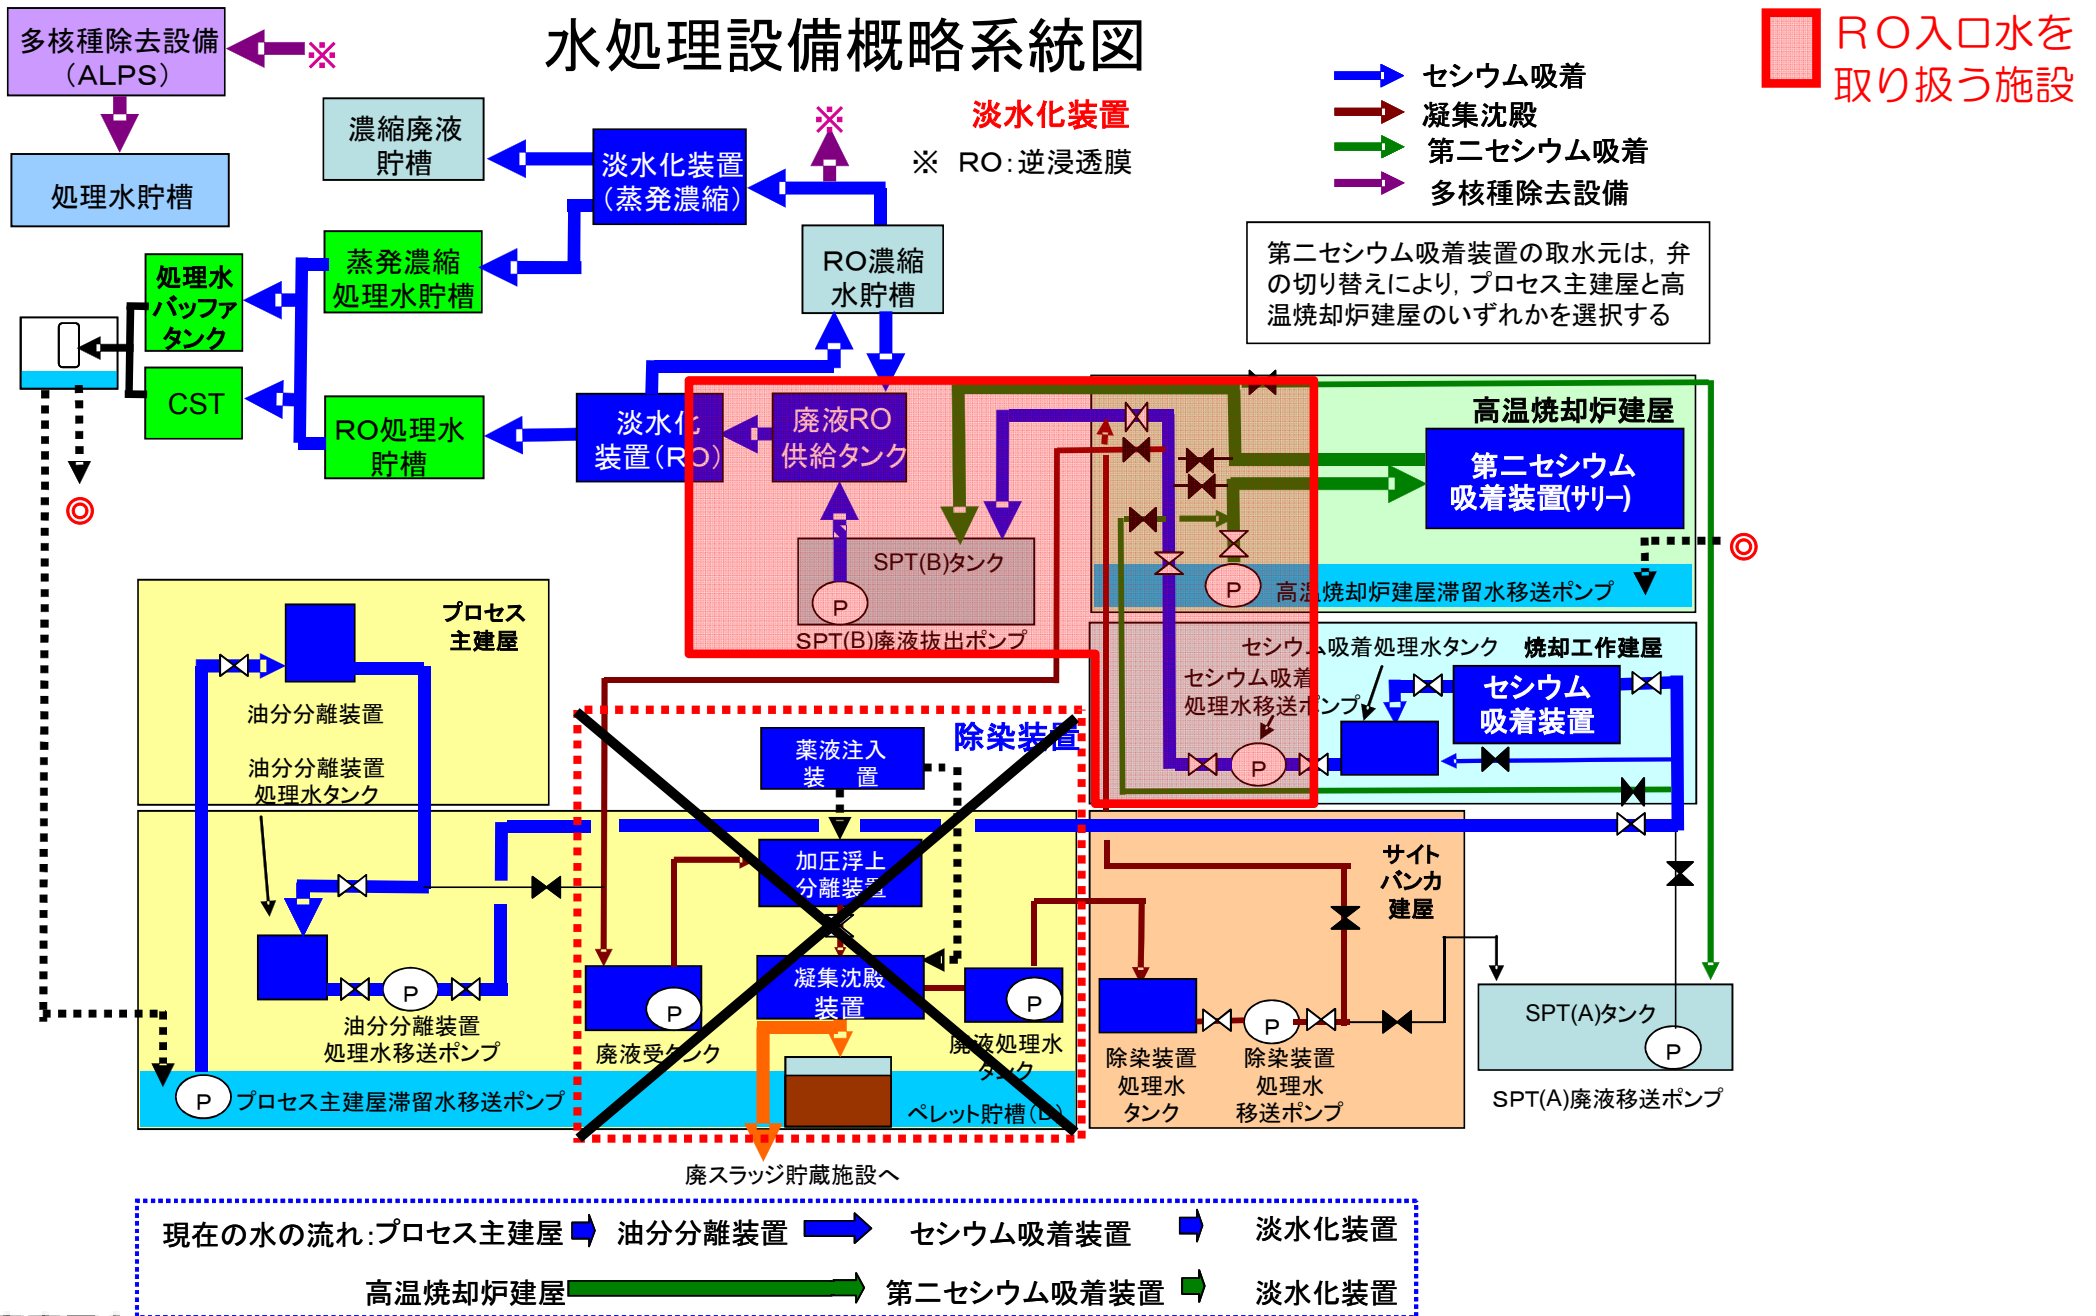 水処理設備概略系統図
ＲＯ入口水を
取り扱う施設
多核種除去設備
（ALPS）
※
処理水貯槽
濃縮廃液
貯槽
淡水化装置
（蒸発濃縮）
※
淡水化装置
※ RO：逆浸透膜
セシウム吸着
凝集沈殿
第二セシウム吸着
多核種除去設備
第二セシウム吸着装置の取水元は，弁
の切り替えにより，プロセス主建屋と高
温焼却炉建屋のいずれかを選択する
処理水
バッファ
タンク
蒸発濃縮
処理水貯槽
RO濃縮
水貯槽
CST
RO処理水
貯槽
淡水化
装置（RO）
廃液RO
供給タンク
高温焼却炉建屋
第二セシウム
吸着装置(サリー)
◎
◎
SPT(B)タンク
P
SPT(B)廃液抜出ポンプ
P
高温焼却炉建屋滞留水移送ポンプ
プロセス
主建屋
油分分離装置
油分分離装置
処理水タンク
セシウム吸着処理水タンク
焼却工作建屋
セシウム吸着
処理水移送ポンプ
セシウム
吸着装置
P
除染装置
薬液注入
装　置
加圧浮上
分離装置
凝集沈殿
装置
P
油分分離装置
処理水移送ポンプ
P
廃液受タンク
P
廃液処理水
タンク
P
プロセス主建屋滞留水移送ポンプ
ペレット貯槽（D）
廃スラッジ貯蔵施設へ
サイト
バンカ
建屋
P
除染装置
処理水
タンク
除染装置
処理水
移送ポンプ
SPT(A)タンク
P
SPT(A)廃液移送ポンプ
現在の水の流れ：プロセス主建屋 油分分離装置 セシウム吸着装置 淡水化装置
高温焼却炉建屋 第二セシウム吸着装置 淡水化装置